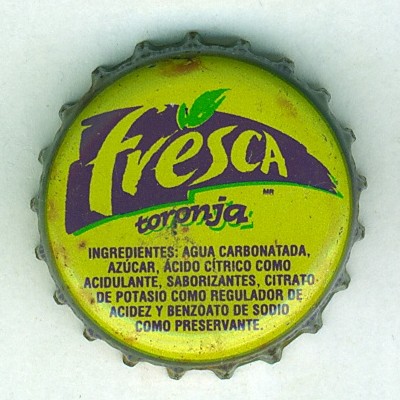 fresca
MR
toronja
INGREDIENTES: AGUA CARBONATADA,
AZÚCAR, ÁCIDO CÍTRICO COMO
ACIDULANTE, SABORIZANTES, CITRATO
DE POTASIO COMO REGULADOR DE
ACIDEZ Y BENZOATO DE SODIO
COMO PRESERVANTE.